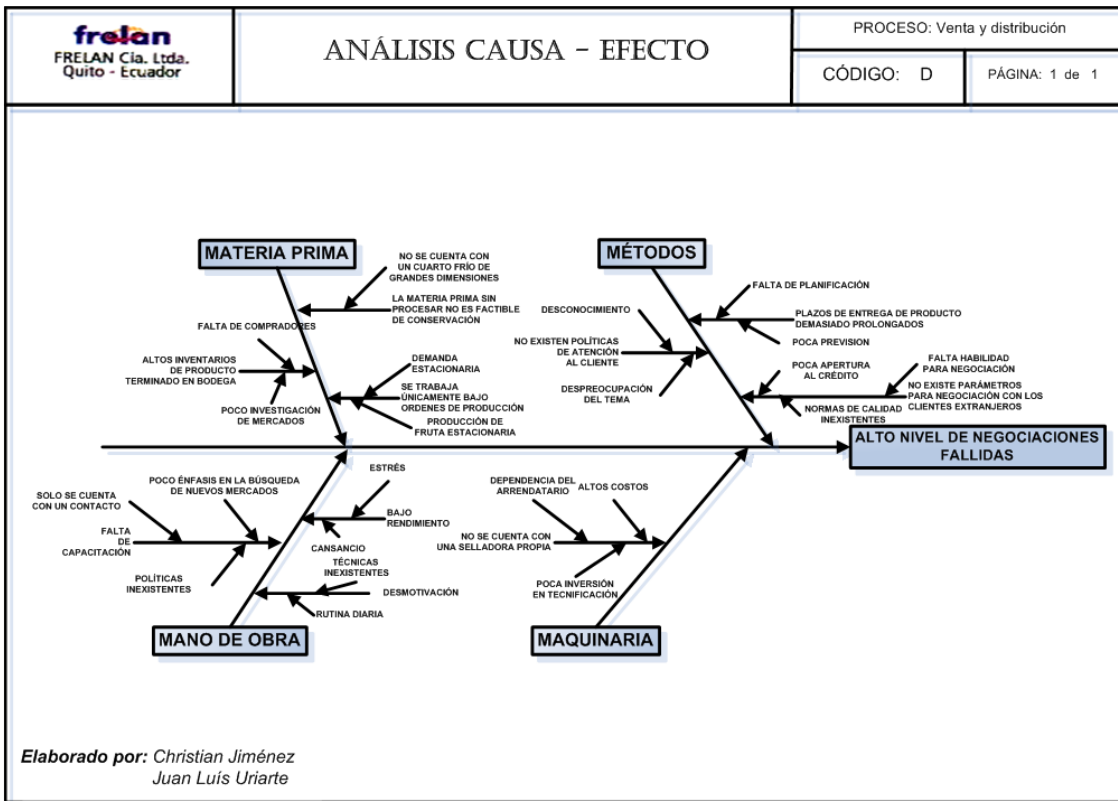 frelan
FRELAN Cía. Ltda.
Quito - Ecuador
ANÁLISIS CAUSA - EFECTO
PROCESO: Venta y distribución
CÓDIGO: D
PÁGINA: 1 de 1
MATERIA PRIMA
NO SE CUENTA CON
UN CUARTO FRÍO DE
GRANDES DIMENSIONES
LA MATERIA PRIMA SIN
PROCESAR NO ES FACTIBLE
DE CONSERVACIÓN
FALTA DE COMPRADORES
ALTOS INVENTARIOS
DE PRODUCTO
TERMINADO EN BODEGA
POCO INVESTIGACIÓN
DE MERCADOS
DEMANDA
ESTACIONARIA
SE TRABAJA
ÚNICAMENTE BAJO
ORDENES DE PRODUCCIÓN
PRODUCCIÓN DE
FRUTA ESTACIONARIA
MÉTODOS
FALTA DE PLANIFICACIÓN
PLAZOS DE ENTREGA DE PRODUCTO
DEMASIADO PROLONGADOS
POCA PREVISION
DESCONOCIMIENTO
NO EXISTEN POLÍTICAS
DE ATENCIÓN
AL CLIENTE
DESPREOCUPACIÓN
DEL TEMA
POCA APERTURA
AL CRÉDITO
FALTA HABILIDAD
PARA NEGOCIACIÓN
NO EXISTE PARÁMETROS
PARA NEGOCIACIÓN CON LOS
CLIENTES EXTRANJEROS
NORMAS DE CALIDAD
INEXISTENTES
ALTO NIVEL DE NEGOCIACIONES
FALLIDAS
SOLO SE CUENTA
CON UN CONTACTO
POCO ÉNFASIS EN LA BÚSQUEDA
DE NUEVOS MERCADOS
FALTA
DE
CAPACITACIÓN
POLÍTICAS
INEXISTENTES
ESTRÉS
BAJO
RENDIMIENTO
CANSANCIO
TÉCNICAS
INEXISTENTES
DESMOTIVACIÓN
RUTINA DIARIA
MANO DE OBRA
DEPENDENCIA DEL
ARRENDATARIO
ALTOS COSTOS
NO SE CUENTA CON
UNA SELLADORA PROPIA
POCA INVERSIÓN
EN TECNIFICACIÓN
MAQUINARIA
Elaborado por: Christian Jiménez
Juan Luís Uriarte